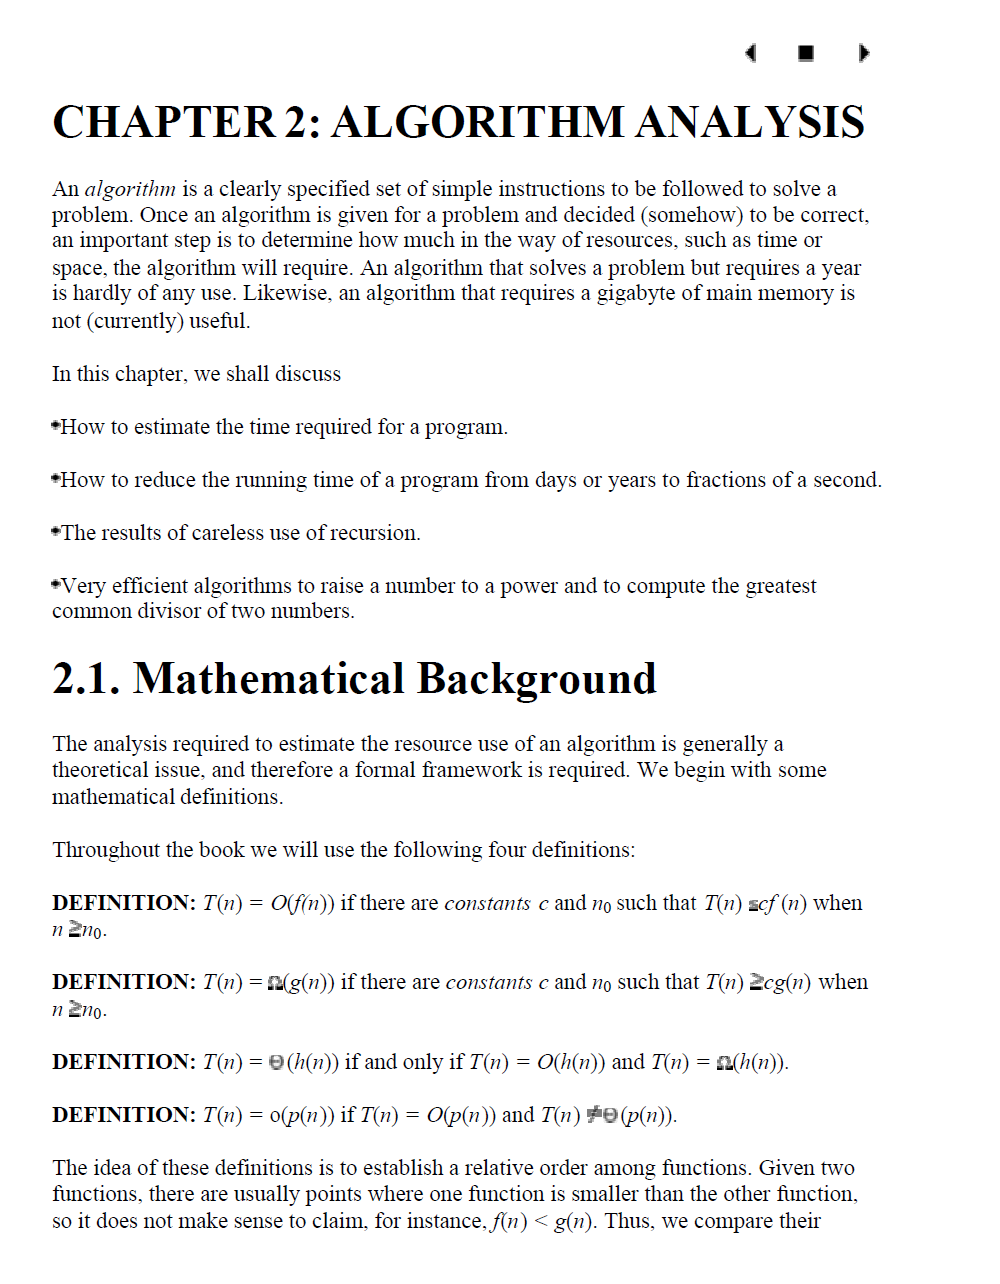 CHAPTER 2: ALGORITHM ANALYSIS
An algorithm is a clearly specified set of simple instructions to be followed to solve a
problem. Once an algorithm is given for a problem and decided (somehow) to be correct,
an important step is to determine how much in the way of resources, such as time or
space, the algorithm will require. An algorithm that solves a problem but requires a year
is hardly of any use. Likewise, an algorithm that requires a gigabyte of main memory is
not (currently) useful.
In this chapter, we shall discuss
•How to estimate the time required for a program.
•How to reduce the running time of a program from days or years to fractions of a second.
•The results of careless use of recursion.
•Very efficient algorithms to raise a number to a power and to compute the greatest
common divisor of two numbers.
2.1. Mathematical Background
The analysis required to estimate the resource use of an algorithm is generally a
theoretical issue, and therefore a formal framework is required. We begin with some
mathematical definitions.
Throughout the book we will use the following four definitions:
DEFINITION: T(n) = O(f(n)) if there are constants c and n₀ such that T(n) ≤cf (n) when
n ≥n₀.
DEFINITION: T(n) = Ω(g(n)) if there are constants c and n₀ such that T(n) ≥cg(n) when
n ≥n₀.
DEFINITION: T(n) = Θ(h(n)) if and only if T(n) = O(h(n)) and T(n) = Ω(h(n)).
DEFINITION: T(n) = o(p(n)) if T(n) = O(p(n)) and T(n) ≠Θ(p(n)).
The idea of these definitions is to establish a relative order among functions. Given two
functions, there are usually points where one function is smaller than the other function,
so it does not make sense to claim, for instance, f(n) < g(n). Thus, we compare their